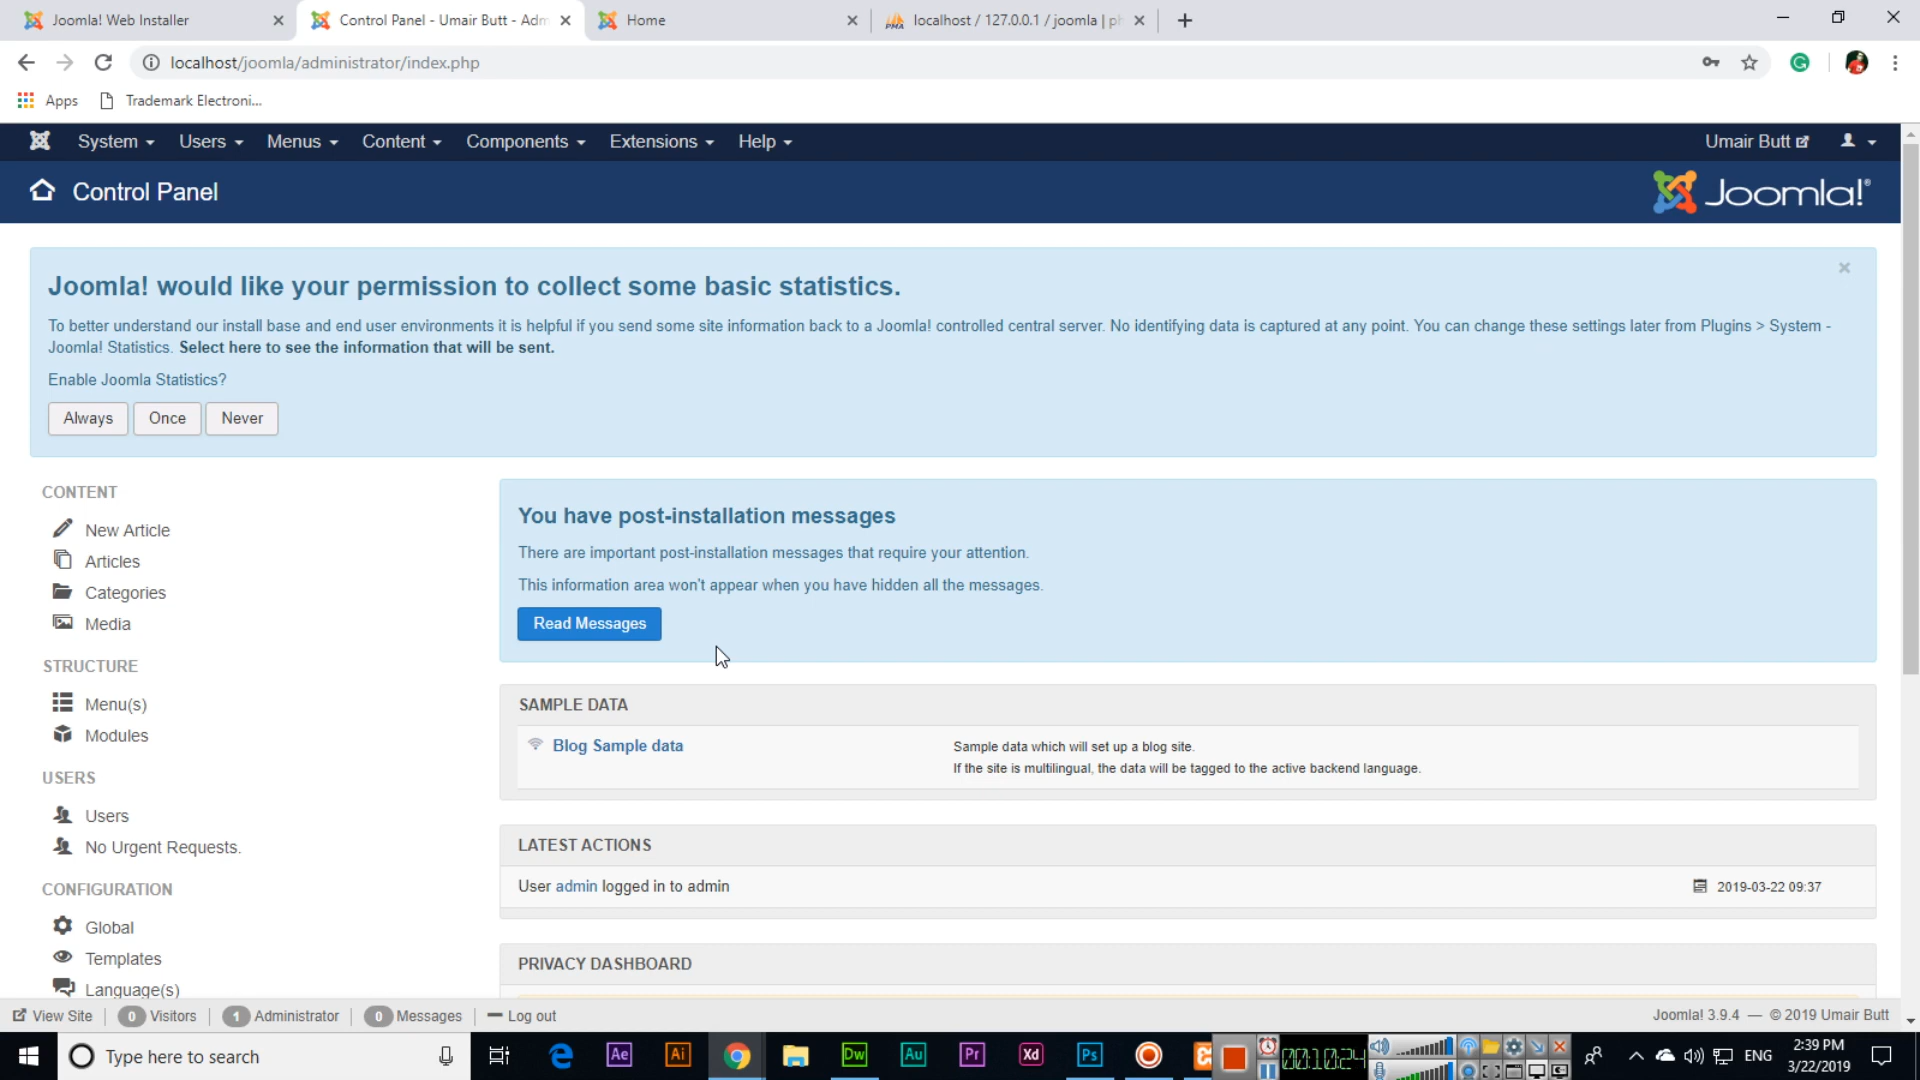 Joomla! Web Installer
Control Panel - Umair Butt - Adm
Home
localhost / 127.0.0.1 / joomla | ph
localhost/joomla/administrator/index.php
Apps
Trademark Electroni...
System
Users
Menus
Content
Components
Extensions
Help
Umair Butt
Control Panel
Joomla!®
Joomla! would like your permission to collect some basic statistics.
To better understand our install base and end user environments it is helpful if you send some site information back to a Joomla! controlled central server. No identifying data is captured at any point. You can change these settings later from Plugins > System -
Joomla! Statistics. Select here to see the information that will be sent.
Enable Joomla Statistics?
Always
Once
Never
CONTENT
New Article
Articles
Categories
Media
STRUCTURE
Menu(s)
Modules
USERS
Users
No Urgent Requests.
CONFIGURATION
Global
Templates
Language(s)
You have post-installation messages
There are important post-installation messages that require your attention.
This information area won't appear when you have hidden all the messages.
Read Messages
SAMPLE DATA
Blog Sample data
Sample data which will set up a blog site.
If the site is multilingual, the data will be tagged to the active backend language.
LATEST ACTIONS
User admin logged in to admin
2019-03-22 09:37
PRIVACY DASHBOARD
View Site
0 Visitors
1 Administrator
0 Messages
Log out
Joomla! 3.9.4 — © 2019 Umair Butt
Type here to search
Ae
Ai
Dw
Au
Pr
Xd
Ps
00:10:24
ENG
2:39 PM
3/22/2019